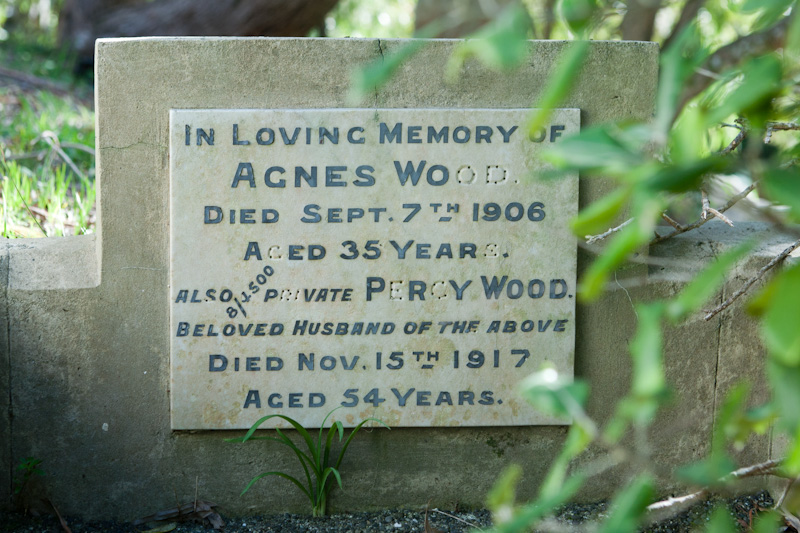 IN LOVING MEMORY OF
AGNES WOOD.
DIED SEPT. 7TH 1906
AGED 35 YEARS.
ALSO 8/4500 PRIVATE PERCY WOOD.
BELOVED HUSBAND OF THE ABOVE
DIED NOV. 15TH 1917
AGED 54 YEARS.